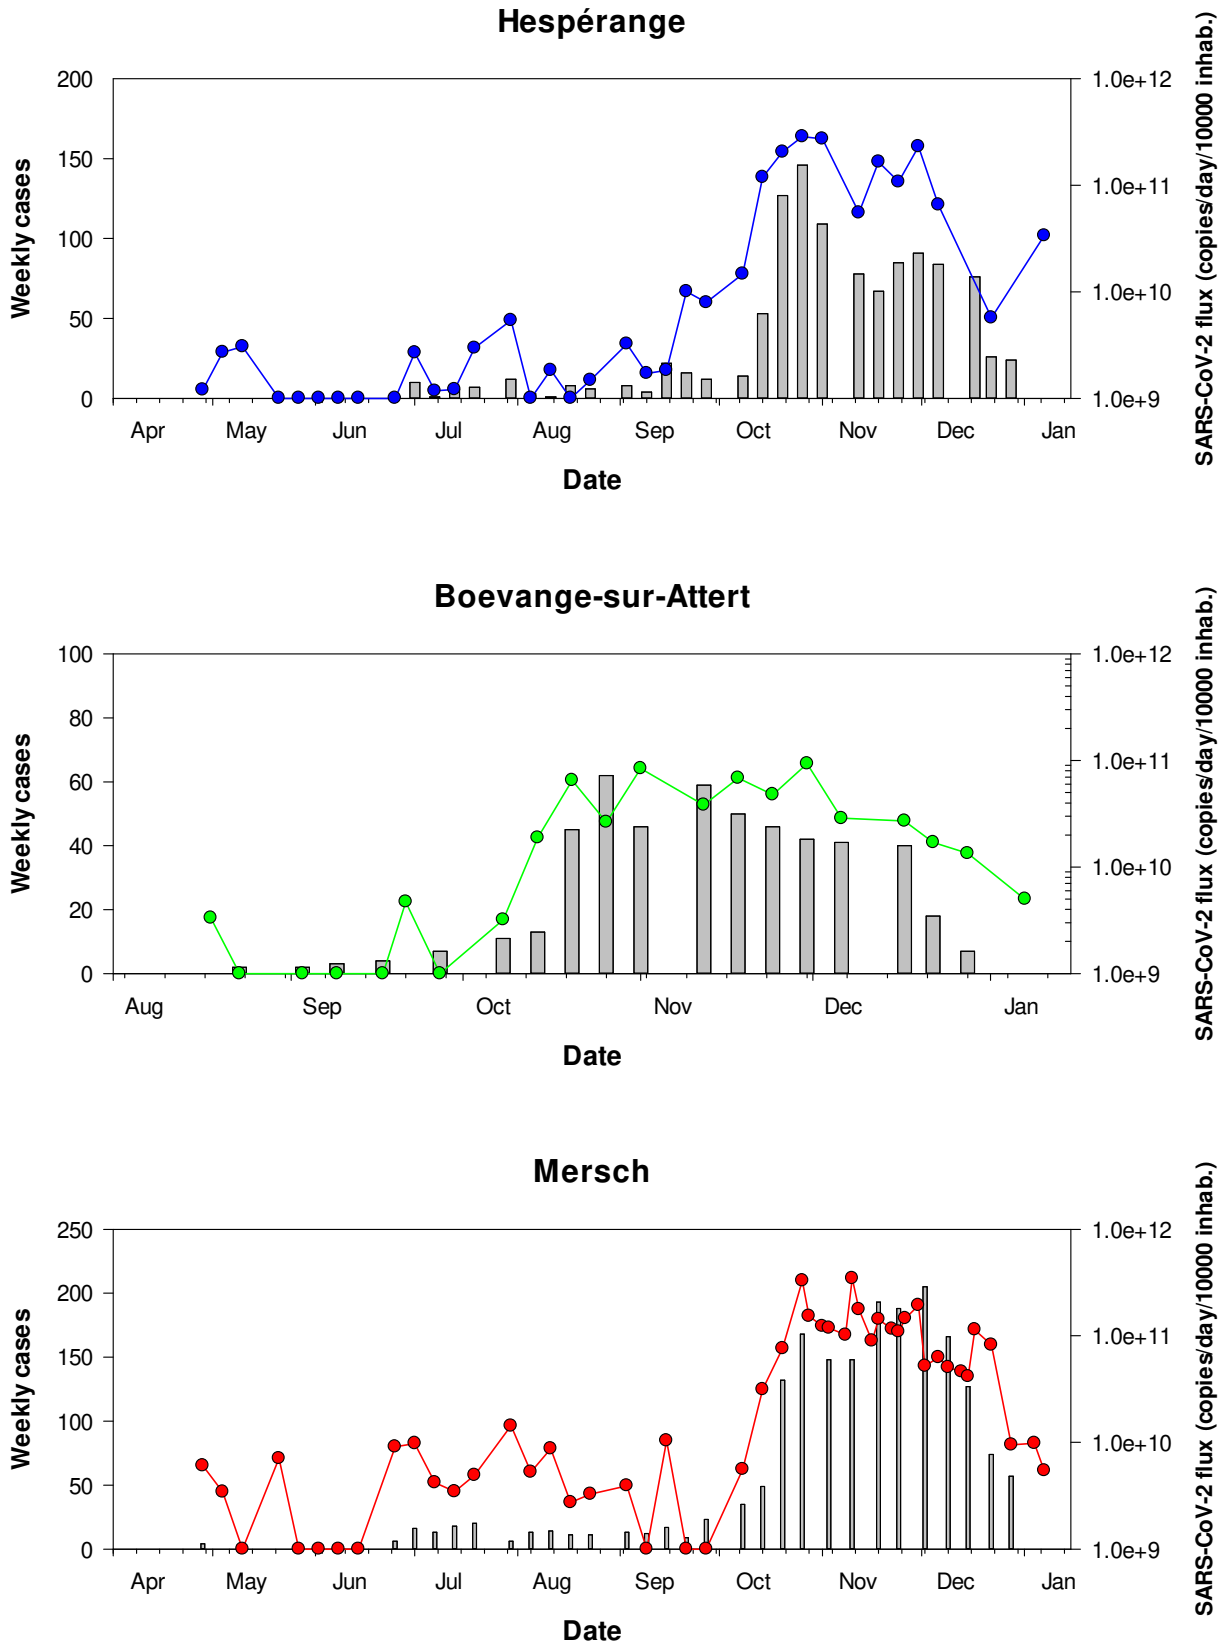 Hespérange
200
150
100
50
0
Weekly cases
1.0e+12
1.0e+11
1.0e+10
1.0e+9
SARS-CoV-2 flux (copies/day/10000 inhab.)
Apr May Jun Jul Aug Sep Oct Nov Dec Jan
Date
Boevange-sur-Attert
100
80
60
40
20
0
Weekly cases
1.0e+12
1.0e+11
1.0e+10
1.0e+9
SARS-CoV-2 flux (copies/day/10000 inhab.)
Aug Sep Oct Nov Dec Jan
Date
Mersch
250
200
150
100
50
0
Weekly cases
1.0e+12
1.0e+11
1.0e+10
1.0e+9
SARS-CoV-2 flux (copies/day/10000 inhab.)
Apr May Jun Jul Aug Sep Oct Nov Dec Jan
Date